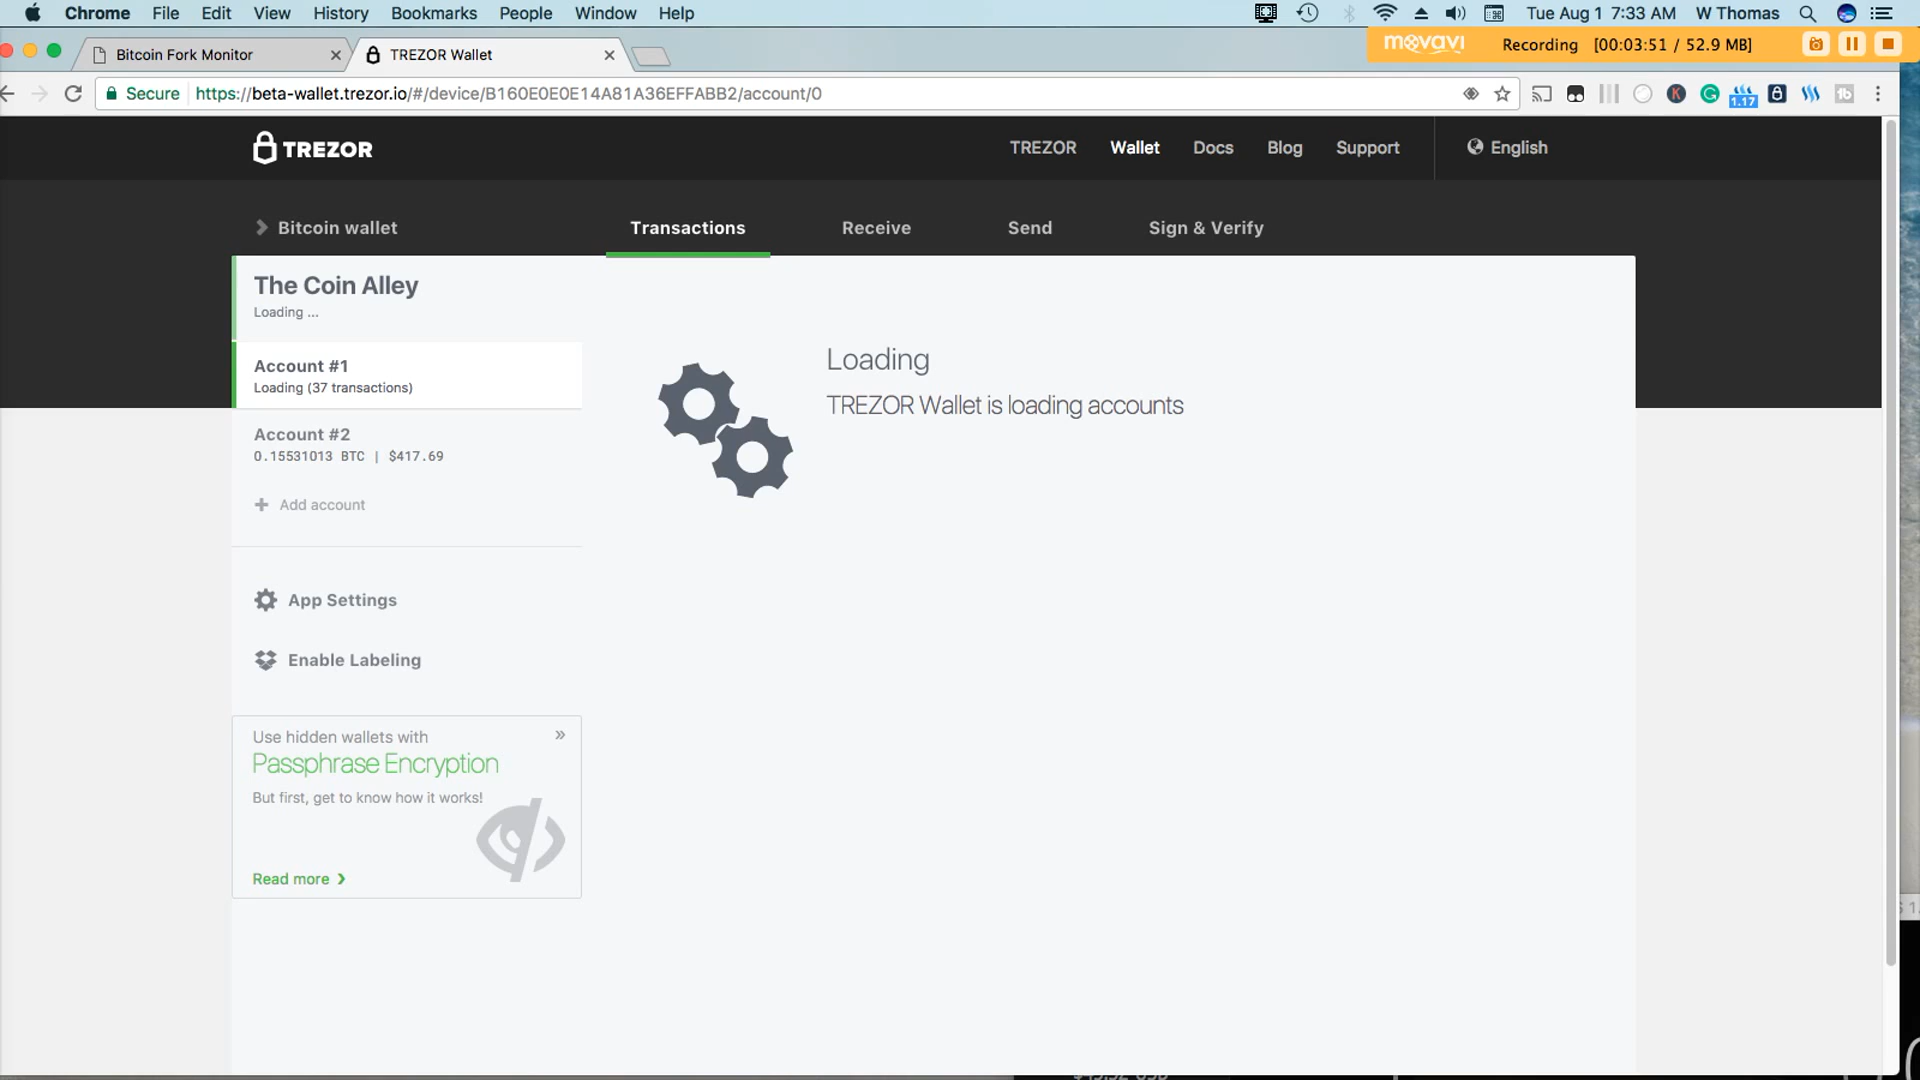 Chrome File Edit View History Bookmarks People Window Help Tue Aug 1 7:33 AM W Thomas
Bitcoin Fork Monitor TREZOR Wallet movavi Recording [00:03:51 / 52.9 MB]
Secure https://beta-wallet.trezor.io/#/device/B160E0E0E14A81A36EFFABB2/account/0 K G 1.17
TREZOR TREZOR Wallet Docs Blog Support English
Bitcoin wallet Transactions Receive Send Sign & Verify
The Coin Alley
Loading ...
Account #1
Loading (37 transactions)
Account #2
0.15531013 BTC | $417.69
Add account
Loading
TREZOR Wallet is loading accounts
App Settings
Enable Labeling
Use hidden wallets with »
Passphrase Encryption
But first, get to know how it works!
Read more